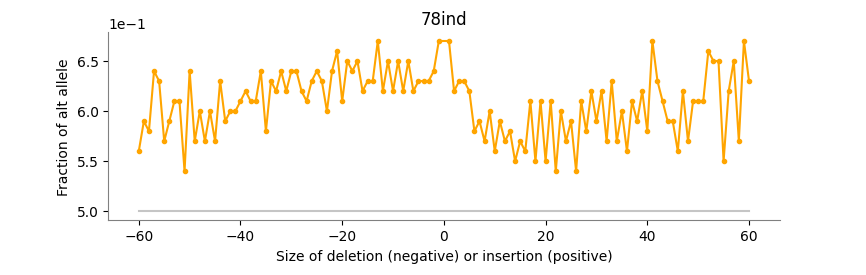 78ind
1e−1
Fraction of alt allele
6.5
6.0
5.5
5.0
−60 −40 −20 0 20 40 60
Size of deletion (negative) or insertion (positive)